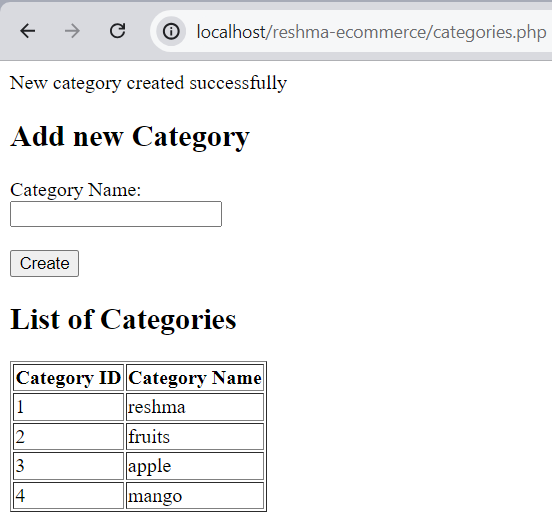 localhost/reshma-ecommerce/categories.php
New category created successfully
Add new Category
Category Name:
Create
List of Categories
Category ID Category Name
1 reshma
2 fruits
3 apple
4 mango